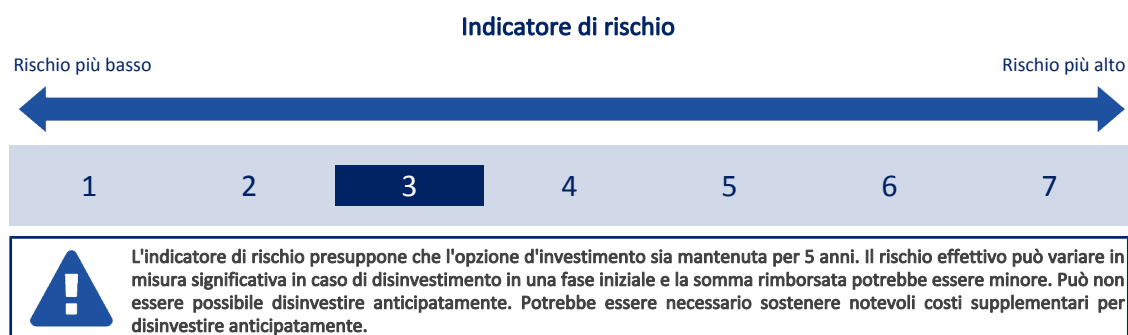 Indicatore di rischio
Rischio più basso
Rischio più alto
1 2 3 4 5 6 7
L'indicatore di rischio presuppone che l'opzione d'investimento sia mantenuta per 5 anni. Il rischio effettivo può variare in
misura significativa in caso di disinvestimento in una fase iniziale e la somma rimborsata potrebbe essere minore. Può non
essere possibile disinvestire anticipatamente. Potrebbe essere necessario sostenere notevoli costi supplementari per
disinvestire anticipatamente.